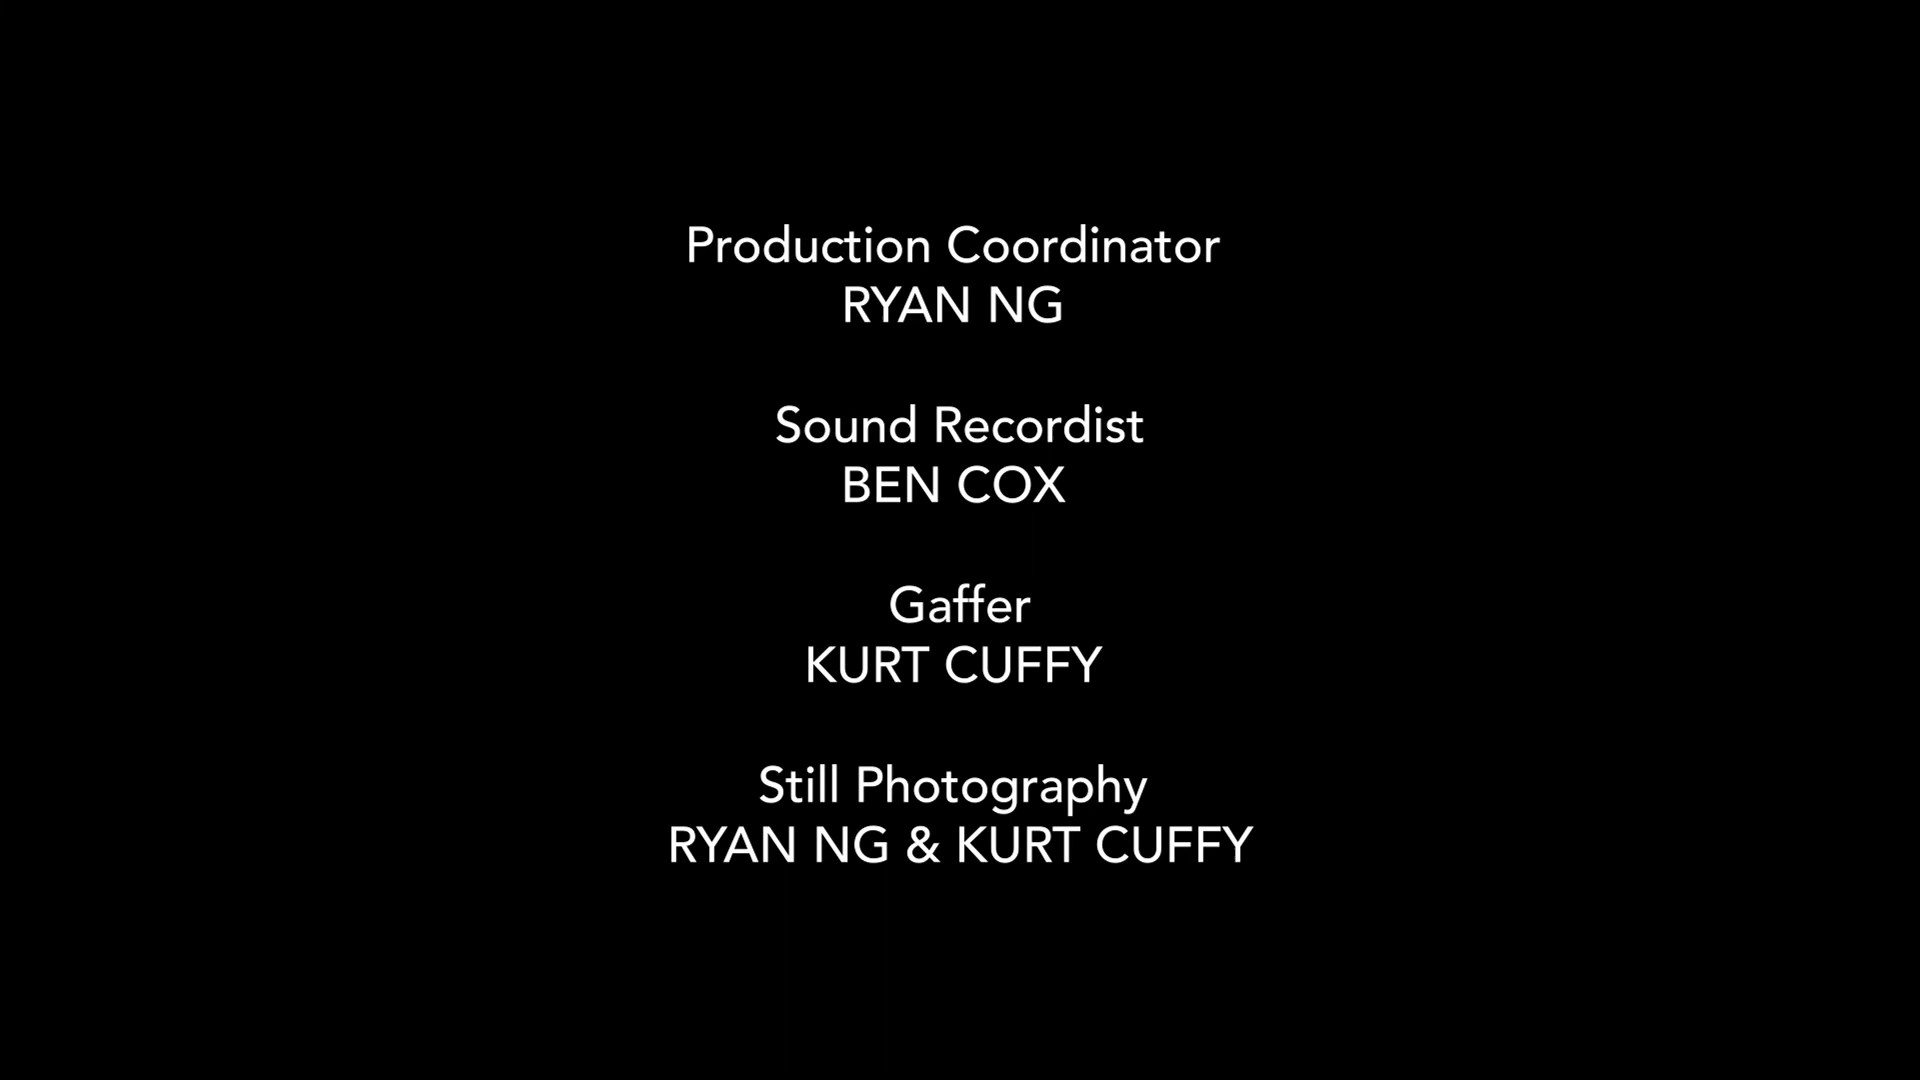 Production Coordinator
RYAN NG
Sound Recordist
BEN COX
Gaffer
KURT CUFFY
Still Photography
RYAN NG & KURT CUFFY